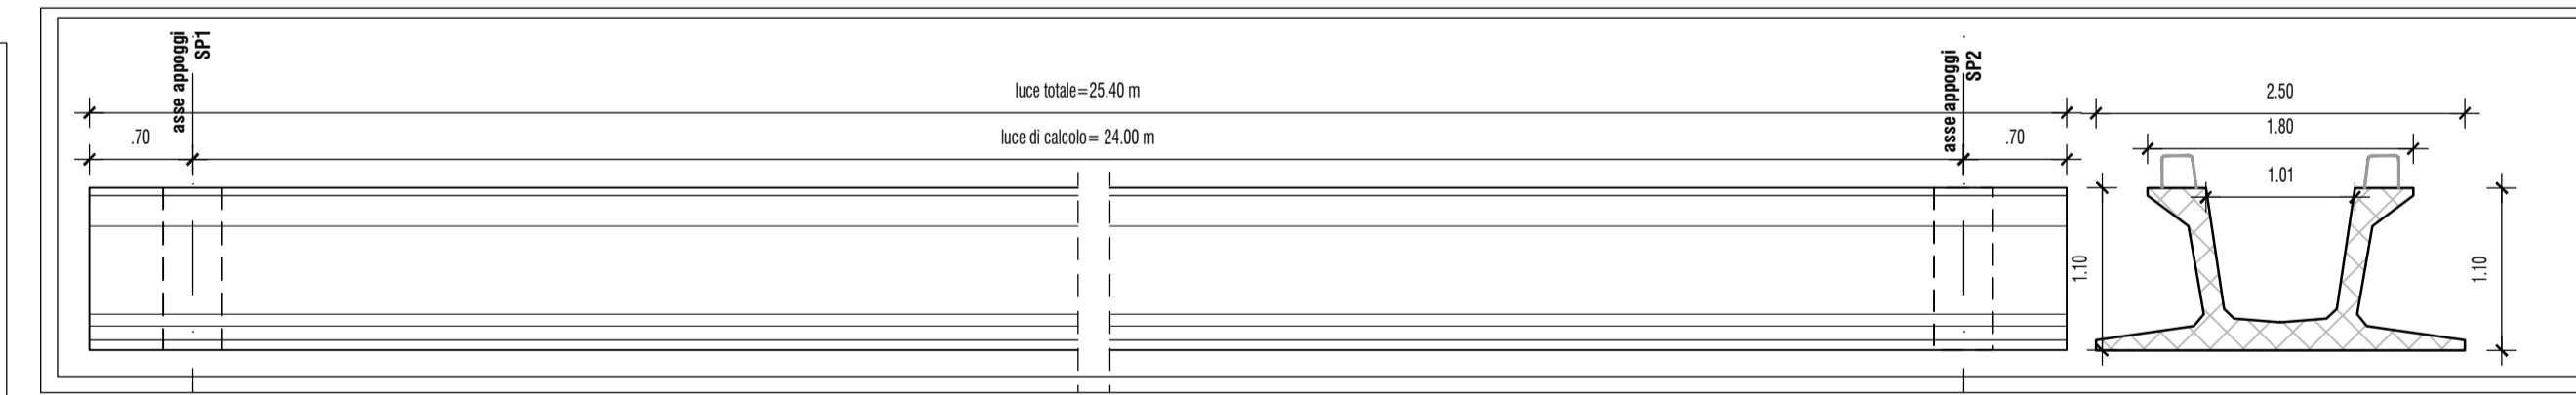 asse appoggi
SP1
asse appoggi
SP2
luce totale=25.40 m
2.50
.70
luce di calcolo= 24.00 m
.70
1.80
1.01
1.10
1.10